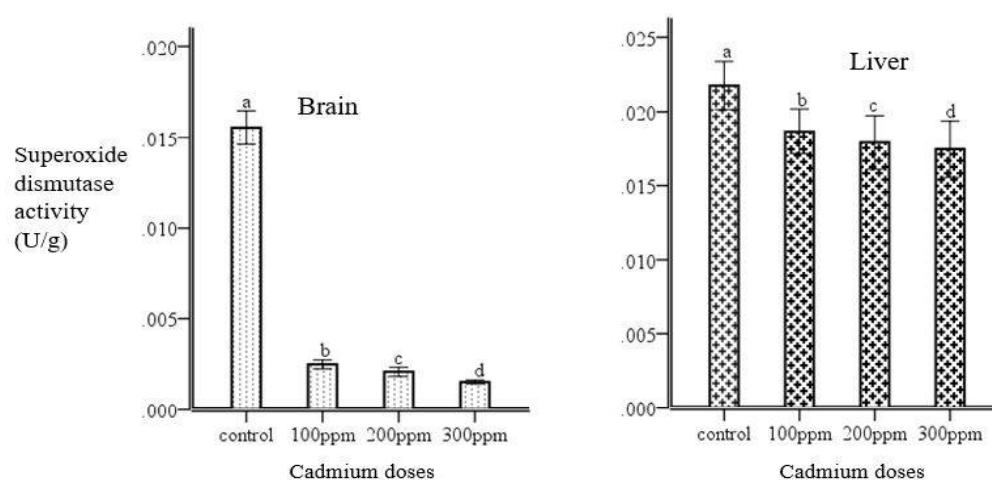 Superoxide
dismutase
activity
(U/g)
Brain
.020
.015
.010
.005
.000
a
b
c
d
control 100ppm 200ppm 300ppm
Cadmium doses
Liver
.025
.020
.015
.010
.005
.000
a
b
c
d
control 100ppm 200ppm 300ppm
Cadmium doses